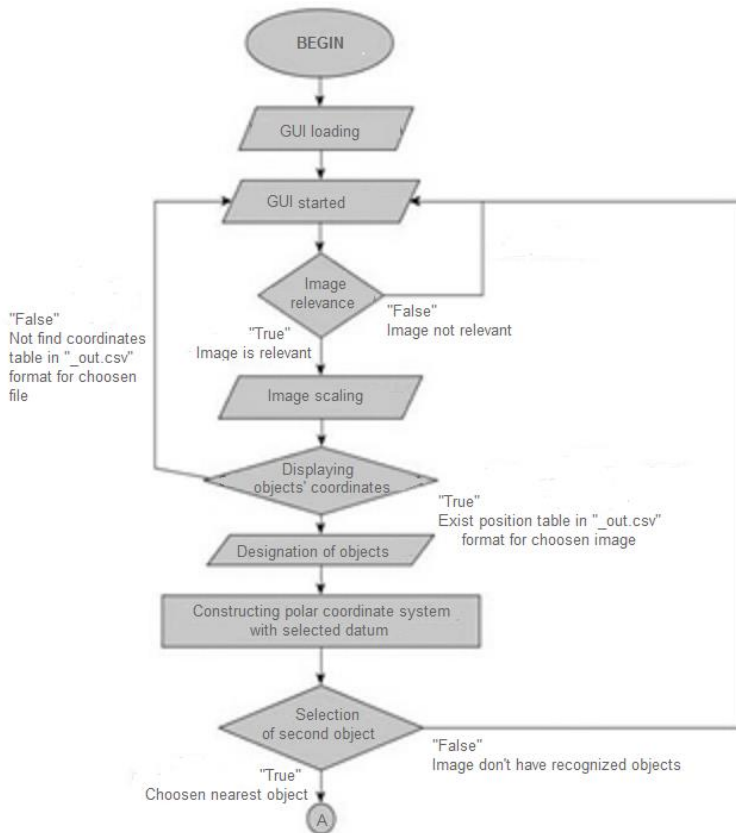 BEGIN
GUI loading
GUI started
Image
relevance
"False"
Image not relevant
"True"
Image is relevant
"False"
Not find coordinates
table in "_out.csv"
format for choosen
file
Image scaling
Displaying
objects' coordinates
"True"
Exist position table in "_out.csv"
format for choosen image
Designation of objects
Constructing polar coordinate system
with selected datum
Selection
of second object
"False"
Image don't have recognized objects
"True"
Choosen nearest object
A